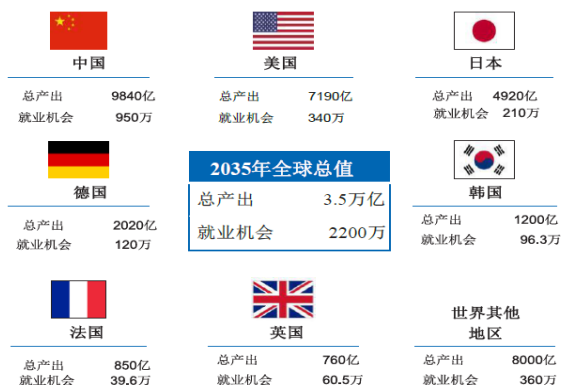 中国
总产出 9840亿
就业机会 950万
美国
总产出 7190亿
就业机会 340万
日本
总产出 4920亿
就业机会 210万
德国
总产出 2020亿
就业机会 120万
2035年全球总值
总产出 3.5万亿
就业机会 2200万
韩国
总产出 1200亿
就业机会 96.3万
法国
总产出 850亿
就业机会 39.6万
英国
总产出 760亿
就业机会 60.5万
世界其他
地区
总产出 8000亿
就业机会 360万